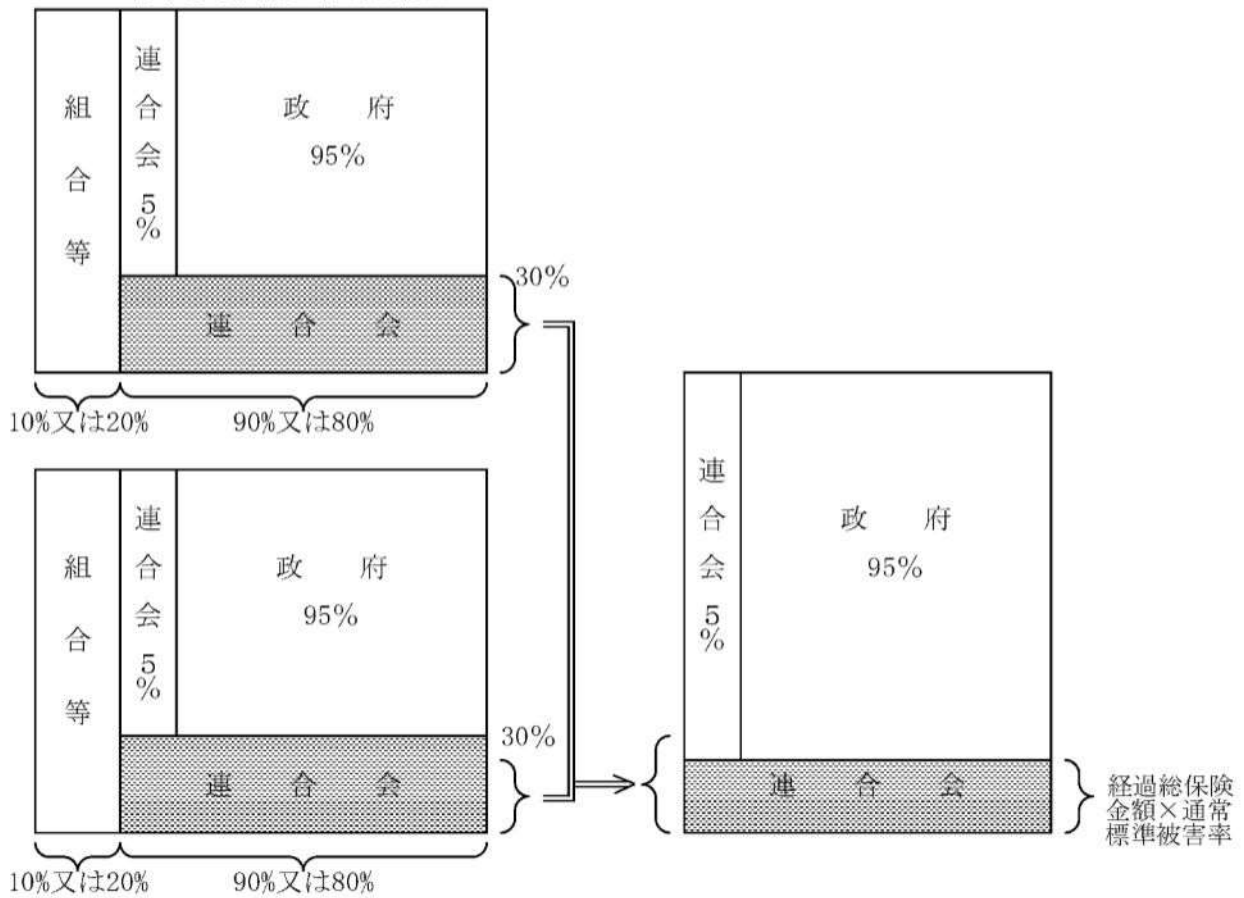 組合等
連合会5%
政府
95%
連合会
30%
10%又は20%
90%又は80%
組合等
連合会5%
政府
95%
連合会
30%
10%又は20%
90%又は80%
連合会5%
政府
95%
連合会
経過総保険
金額×通常
標準被害率